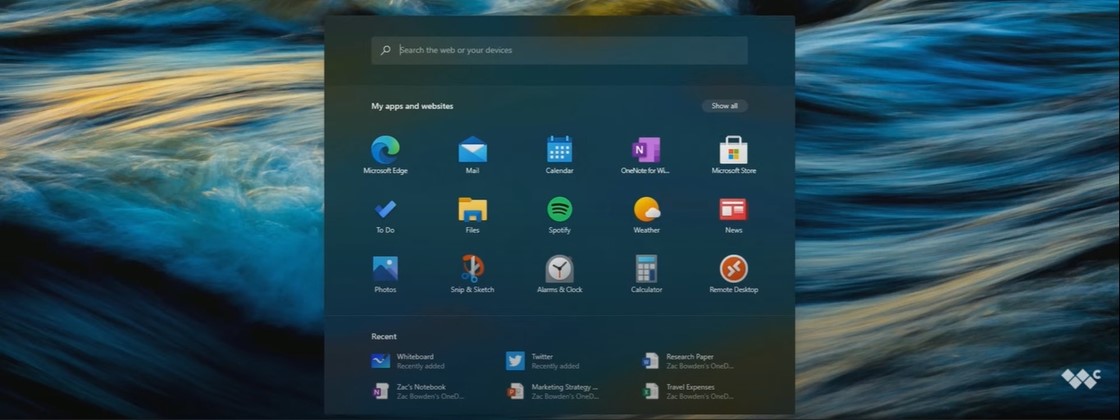 Search the web or your devices
My apps and websites
Show all
Microsoft Edge
Mail
Calendar
OneNote for Wi...
Microsoft Store
To Do
Files
Spotify
Weather
News
Photos
Snip & Sketch
Alarms & Clock
Calculator
Remote Desktop
Recent
Whiteboard
Recently added
Twitter
Recently added
Research Paper
Zac Bowden's OneD...
Zac's Notebook
Zac Bowden's OneD...
Marketing Strategy ...
Zac Bowden's OneD...
Travel Expenses
Zac Bowden's OneD...